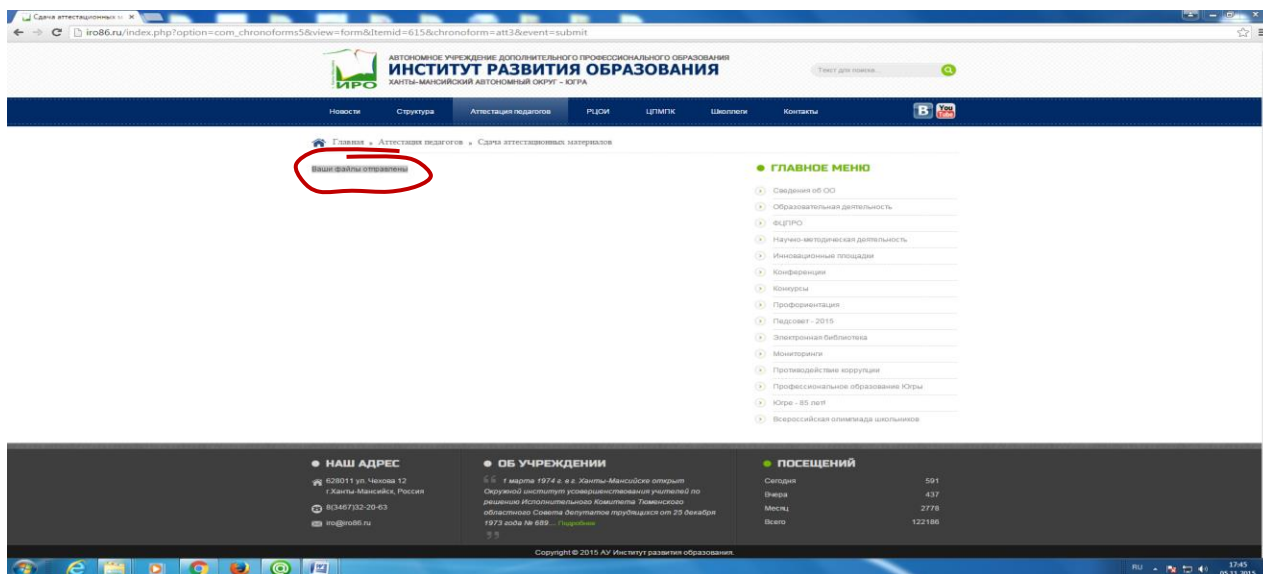 Сдача аттестационных м
iro86.ru/index.php?option=com_chronoforms5&view=form&Itemid=615&chronoform=att3&event=submit
ИРО
АВТОНОМНОЕ УЧРЕЖДЕНИЕ ДОПОЛНИТЕЛЬНОГО ПРОФЕССИОНАЛЬНОГО ОБРАЗОВАНИЯ
ИНСТИТУТ РАЗВИТИЯ ОБРАЗОВАНИЯ
ХАНТЫ-МАНСИЙСКИЙ АВТОНОМНЫЙ ОКРУГ – ЮГРА
Текст для поиска...
Новости Структура Аттестация педагогов РЦОИ ЦПМПК Школлеги Контакты
B You Tube
Главная Аттестация педагогов Сдача аттестационных материалов
Ваши файлы отправлены
ГЛАВНОЕ МЕНЮ
Сведения об ОО
Образовательная деятельность
ФЦПРО
Научно-методическая деятельность
Инновационные площадки
Конференции
Конкурсы
Профориентация
Педсовет - 2015
Электронная библиотека
Мониторинги
Противодействие коррупции
Профессиональное образование Югры
Югре - 85 лет!
Всероссийская олимпиада школьников
НАШ АДРЕС
628011 ул. Чехова 12
г.Ханты-Мансийск, Россия
8(3467)32-20-63
iro@iro86.ru
ОБ УЧРЕЖДЕНИИ
1 марта 1974 г. в г. Ханты-Мансийске открыт
Окружной институт усовершенствования учителей по
решению Исполнительного Комитета Тюменского
областного Совета депутатов трудящихся от 25 декабря
1973 года № 689... Подробнее
ПОСЕЩЕНИЙ
Сегодня 591
Вчера 437
Месяц 2778
Всего 122186
Copyright © 2015 АУ Институт развития образования.
RU 17:45
05.11.2015